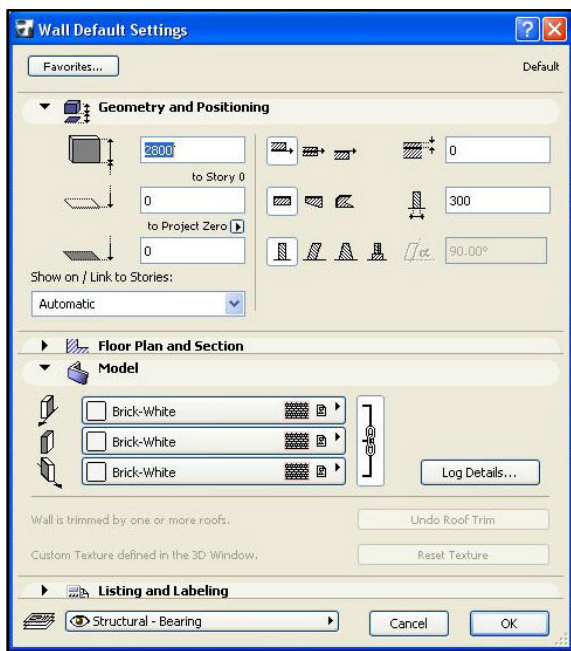 Wall Default Settings
Favorites...
Default
Geometry and Positioning
2800
to Story 0
0
to Project Zero
0
0
300
α 90.00°
Show on / Link to Stories:
Automatic
Floor Plan and Section
Model
Brick-White
Brick-White
Brick-White
Log Details...
Wall is trimmed by one or more roofs.
Undo Roof Trim
Custom Texture defined in the 3D Window.
Reset Texture
Listing and Labeling
Structural - Bearing
Cancel
OK